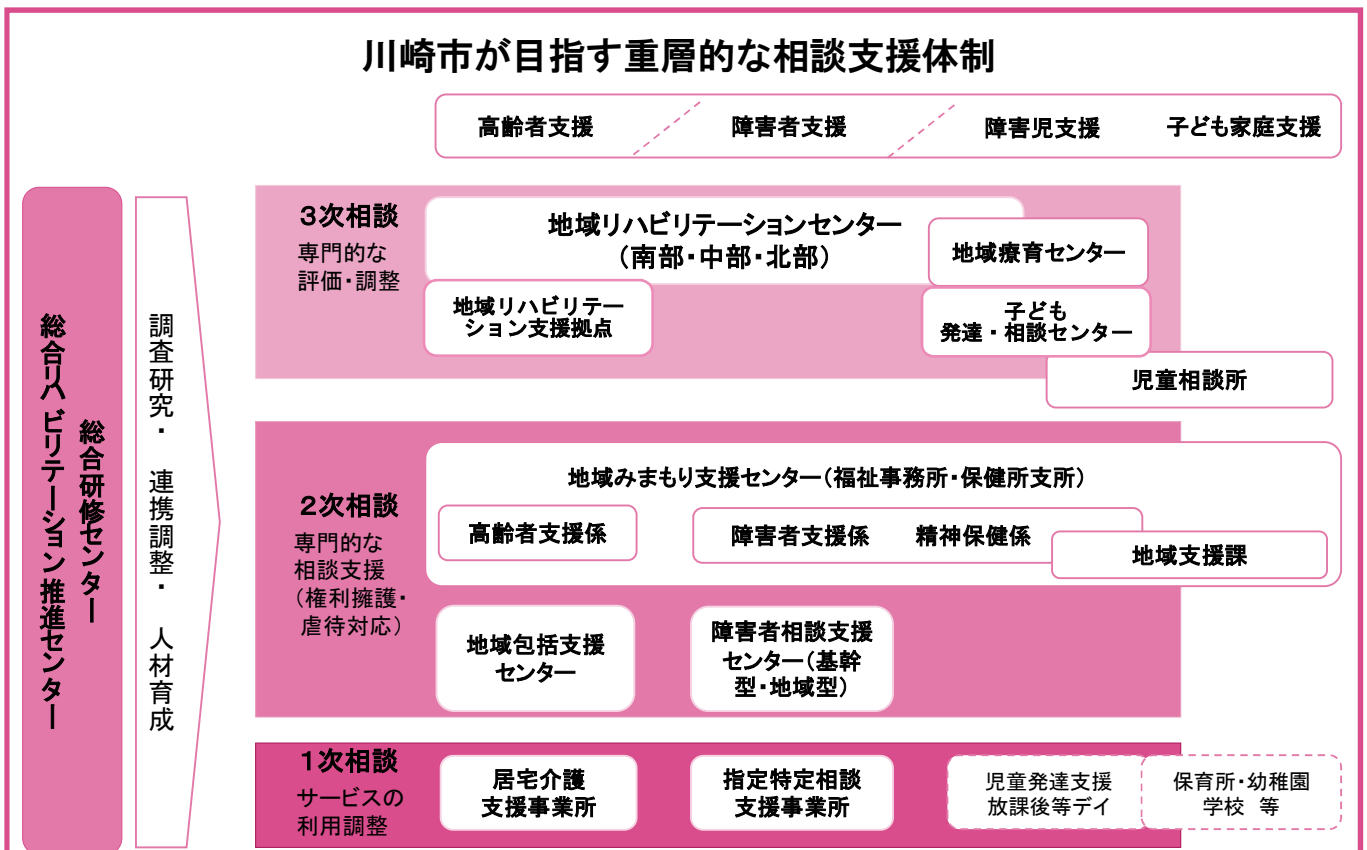 川崎市が目指す重層的な相談支援体制
高齢者支援
障害者支援
障害児支援
子ども家庭支援
総合リハビリテーション推進センター
総合研修センター
調査研究・ 連携調整・ 人材育成
3次相談
専門的な
評価・調整
地域リハビリテーションセンター
（南部・中部・北部）
地域療育センター
地域リハビリテー
ション支援拠点
子ども
発達・相談センター
児童相談所
2次相談
専門的な
相談支援
（権利擁護・
虐待対応）
地域みまもり支援センター（福祉事務所・保健所支所）
高齢者支援係
障害者支援係
精神保健係
地域支援課
地域包括支援
センター
障害者相談支援
センター（基幹
型・地域型）
1次相談
サービスの
利用調整
居宅介護
支援事業所
指定特定相談
支援事業所
児童発達支援
放課後等デイ
保育所・幼稚園
学校 等